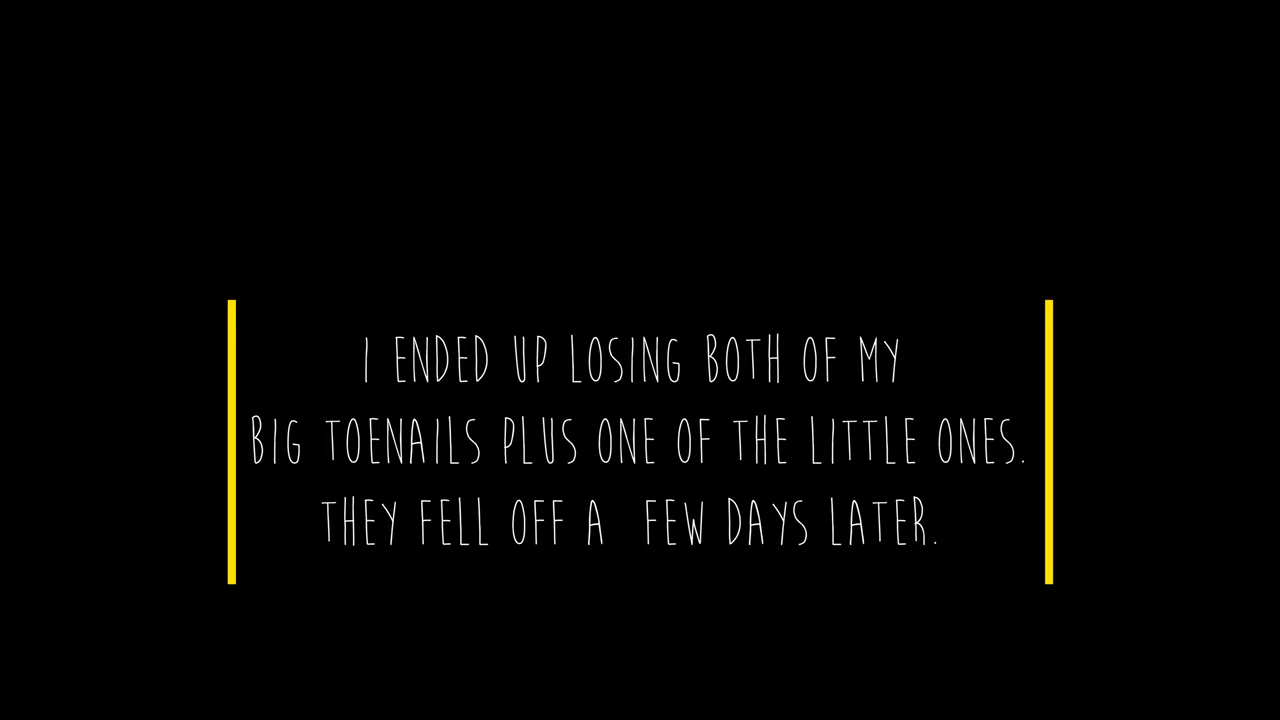 I ENDED UP LOSING BOTH OF MY
BIG TOENAILS PLUS ONE OF THE LITTLE ONES.
THEY FELL OFF A  FEW DAYS LATER.